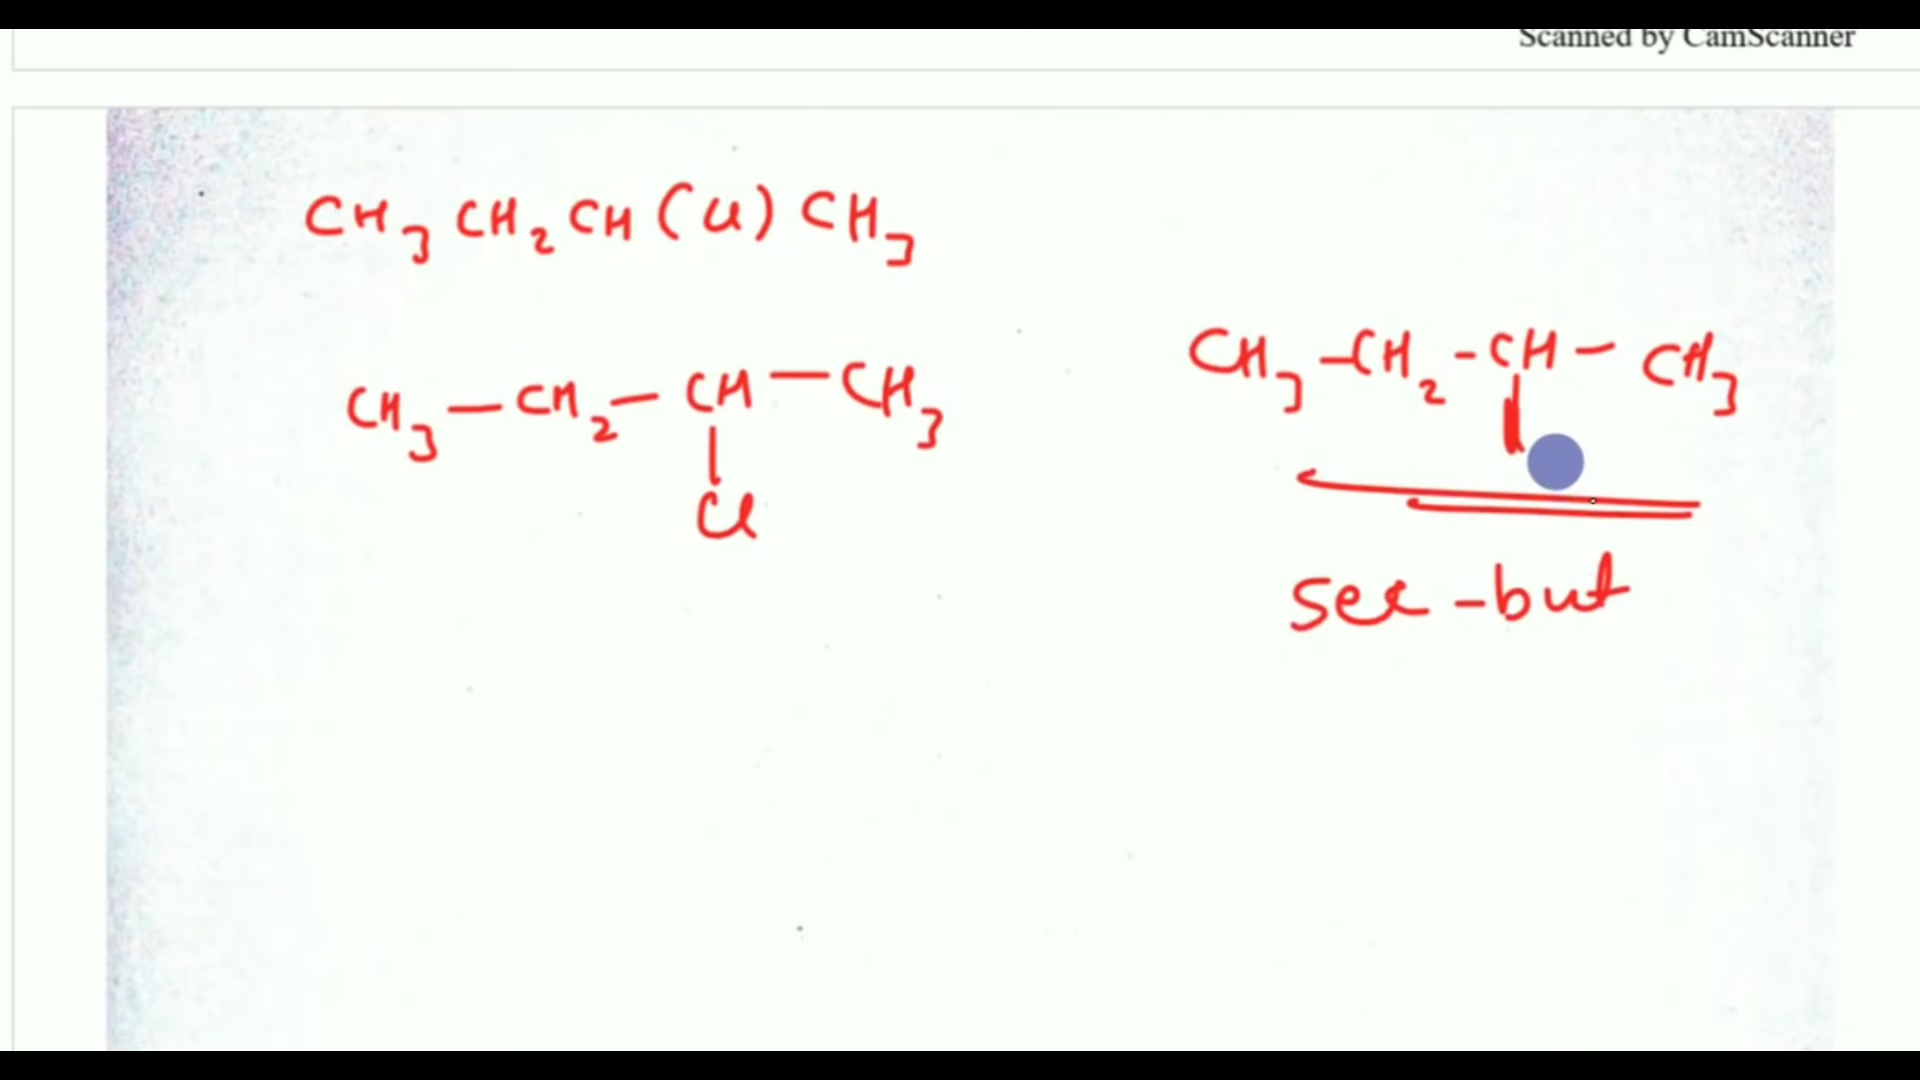 Scanned by CamScanner
CH3 CH2 CH (Cl) CH3
CH3 — CH2 — CH — CH3
|
Cl
CH3 – CH2 – CH – CH3
|
sec - but